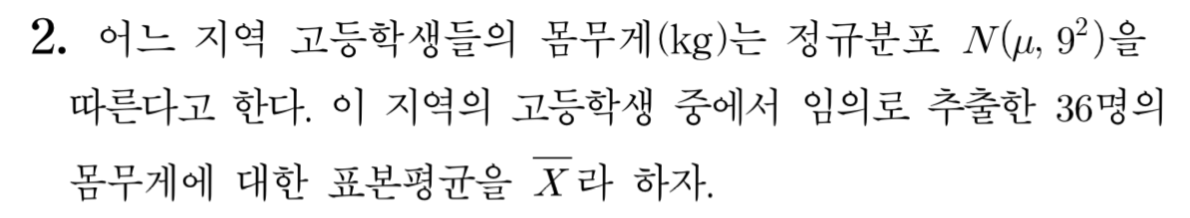 2. 어느 지역 고등학생들의 몸무게(kg)는 정규분포 N(μ, 9²)을
따른다고 한다. 이 지역의 고등학생 중에서 임의로 추출한 36명의
몸무게에 대한 표본평균을 X̅라 하자.